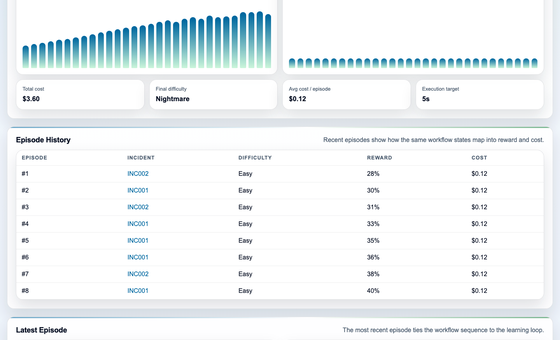 Total cost
$3.60
Final difficulty
Nightmare
Avg cost / episode
$0.12
Execution target
5s
Episode History
Recent episodes show how the same workflow states map into reward and cost.
EPISODE INCIDENT DIFFICULTY REWARD COST
#1 INC002 Easy 28% $0.12
#2 INC001 Easy 30% $0.12
#3 INC002 Easy 31% $0.12
#4 INC001 Easy 33% $0.12
#5 INC001 Easy 35% $0.12
#6 INC001 Easy 36% $0.12
#7 INC002 Easy 38% $0.12
#8 INC001 Easy 40% $0.12
Latest Episode
The most recent episode ties the workflow sequence to the learning loop.